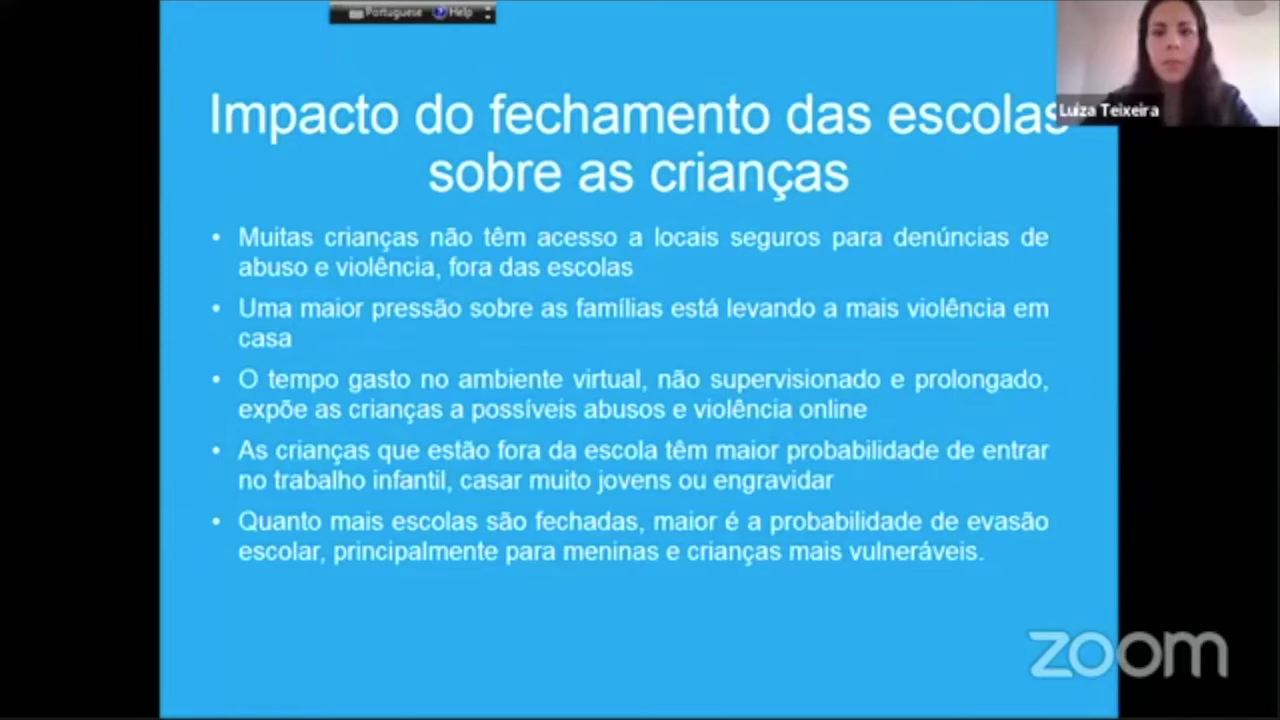 Portuguese Help
Luiza Teixeira
Impacto do fechamento das escolas
sobre as crianças
• Muitas crianças não têm acesso a locais seguros para denúncias de
abuso e violência, fora das escolas
• Uma maior pressão sobre as famílias está levando a mais violência em
casa
• O tempo gasto no ambiente virtual, não supervisionado e prolongado,
expõe as crianças a possíveis abusos e violência online
• As crianças que estão fora da escola têm maior probabilidade de entrar
no trabalho infantil, casar muito jovens ou engravidar
• Quanto mais escolas são fechadas, maior é a probabilidade de evasão
escolar, principalmente para meninas e crianças mais vulneráveis.
zoom